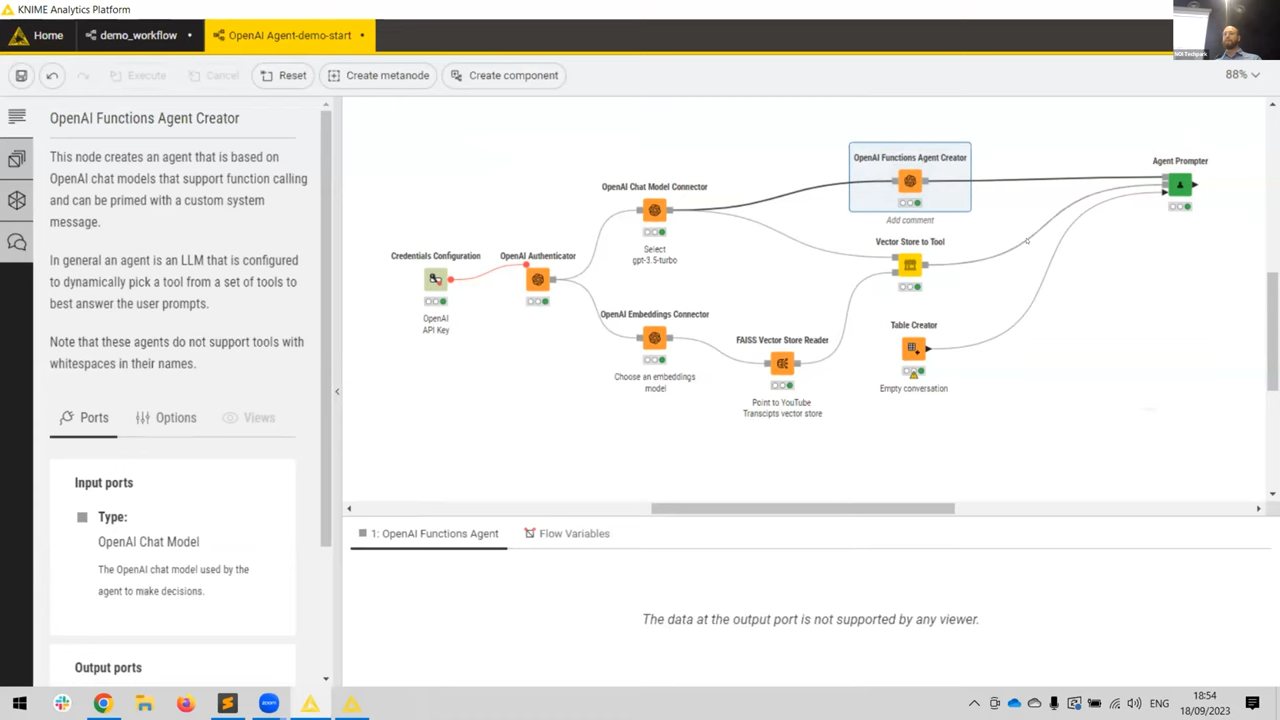 KNIME Analytics Platform
Home
demo_workflow
OpenAI Agent-demo-start
Execute
Cancel
Reset
Create metanode
Create component
88%
NOI Techpark
OpenAI Functions Agent Creator
This node creates an agent that is based on
OpenAI chat models that support function calling
and can be primed with a custom system
message.
In general an agent is an LLM that is configured
to dynamically pick a tool from a set of tools to
best answer the user prompts.
Note that these agents do not support tools with
whitespaces in their names.
Ports
Options
Views
Input ports
Type:
OpenAI Chat Model
The OpenAI chat model used by the
agent to make decisions.
Output ports
Credentials Configuration
OpenAI
API Key
OpenAI Authenticator
OpenAI Chat Model Connector
Select
gpt-3.5-turbo
OpenAI Embeddings Connector
Choose an embeddings
model
FAISS Vector Store Reader
Point to YouTube
Transcipts vector store
OpenAI Functions Agent Creator
Add comment
Vector Store to Tool
Table Creator
Empty conversation
Agent Prompter
1: OpenAI Functions Agent
Flow Variables
The data at the output port is not supported by any viewer.
zoom
ENG
18:54
18/09/2023